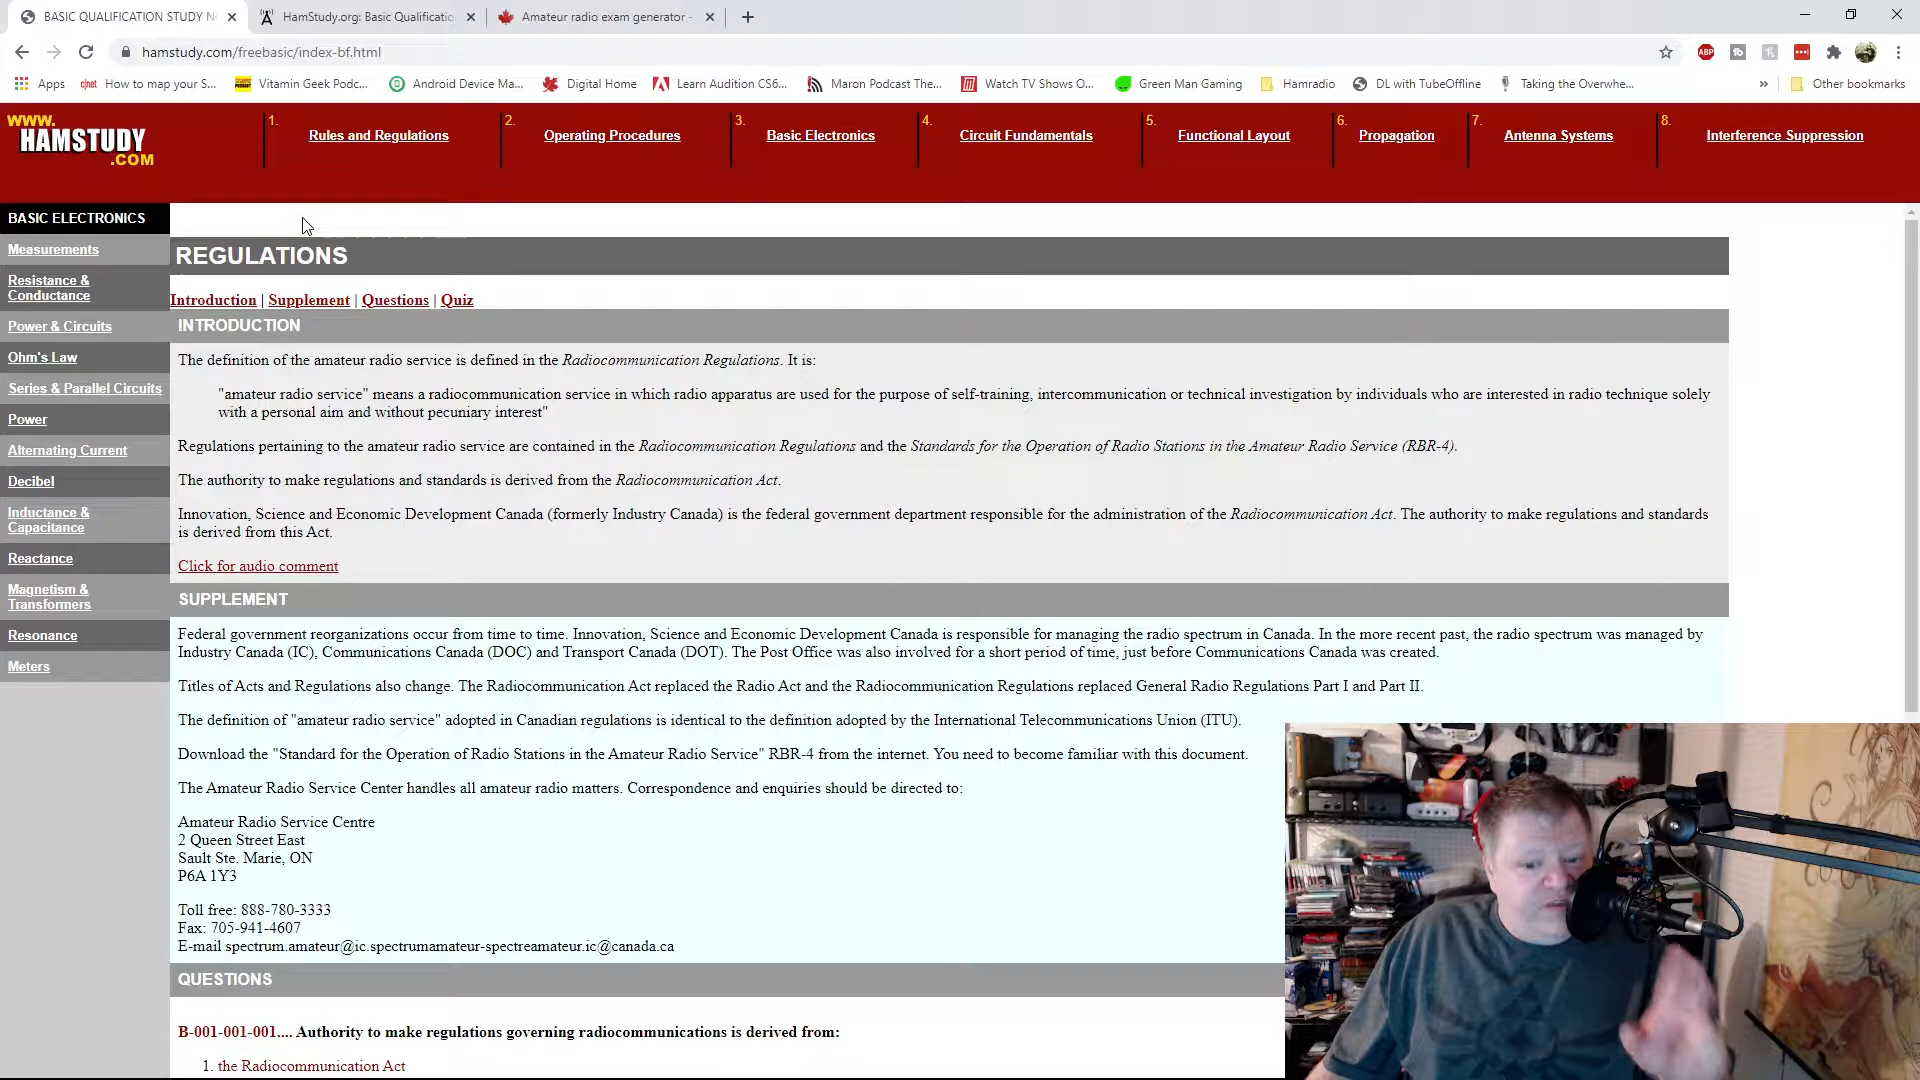 BASIC QUALIFICATION STUDY N
HamStudy.org: Basic Qualificatio
Amateur radio exam generator -
hamstudy.com/freebasic/index-bf.html
ABP
Apps
cjnet
How to map your S...
Vitamin Geek Podc...
Android Device Ma...
Digital Home
Learn Audition CS6...
Maron Podcast The...
Watch TV Shows O...
Green Man Gaming
Hamradio
DL with TubeOffline
Taking the Overwhe...
»
Other bookmarks
WWW.
HAMSTUDY
.COM
1. Rules and Regulations
2. Operating Procedures
3. Basic Electronics
4. Circuit Fundamentals
5. Functional Layout
6. Propagation
7. Antenna Systems
8. Interference Suppression
BASIC ELECTRONICS
Measurements
Resistance &
Conductance
Power & Circuits
Ohm's Law
Series & Parallel Circuits
Power
Alternating Current
Decibel
Inductance &
Capacitance
Reactance
Magnetism &
Transformers
Resonance
Meters
REGULATIONS
Introduction | Supplement | Questions | Quiz
INTRODUCTION
The definition of the amateur radio service is defined in the Radiocommunication Regulations. It is:
"amateur radio service" means a radiocommunication service in which radio apparatus are used for the purpose of self-training, intercommunication or technical investigation by individuals who are interested in radio technique solely
with a personal aim and without pecuniary interest"
Regulations pertaining to the amateur radio service are contained in the Radiocommunication Regulations and the Standards for the Operation of Radio Stations in the Amateur Radio Service (RBR-4).
The authority to make regulations and standards is derived from the Radiocommunication Act.
Innovation, Science and Economic Development Canada (formerly Industry Canada) is the federal government department responsible for the administration of the Radiocommunication Act. The authority to make regulations and standards
is derived from this Act.
Click for audio comment
SUPPLEMENT
Federal government reorganizations occur from time to time. Innovation, Science and Economic Development Canada is responsible for managing the radio spectrum in Canada. In the more recent past, the radio spectrum was managed by
Industry Canada (IC), Communications Canada (DOC) and Transport Canada (DOT). The Post Office was also involved for a short period of time, just before Communications Canada was created.
Titles of Acts and Regulations also change. The Radiocommunication Act replaced the Radio Act and the Radiocommunication Regulations replaced General Radio Regulations Part I and Part II.
The definition of "amateur radio service" adopted in Canadian regulations is identical to the definition adopted by the International Telecommunications Union (ITU).
Download the "Standard for the Operation of Radio Stations in the Amateur Radio Service" RBR-4 from the internet. You need to become familiar with this document.
The Amateur Radio Service Center handles all amateur radio matters. Correspondence and enquiries should be directed to:
Amateur Radio Service Centre
2 Queen Street East
Sault Ste. Marie, ON
P6A 1Y3
Toll free: 888-780-3333
Fax: 705-941-4607
E-mail spectrum.amateur@ic.spectrumamateur-spectreamateur.ic@canada.ca
QUESTIONS
B-001-001-001.... Authority to make regulations governing radiocommunications is derived from:
1. the Radiocommunication Act